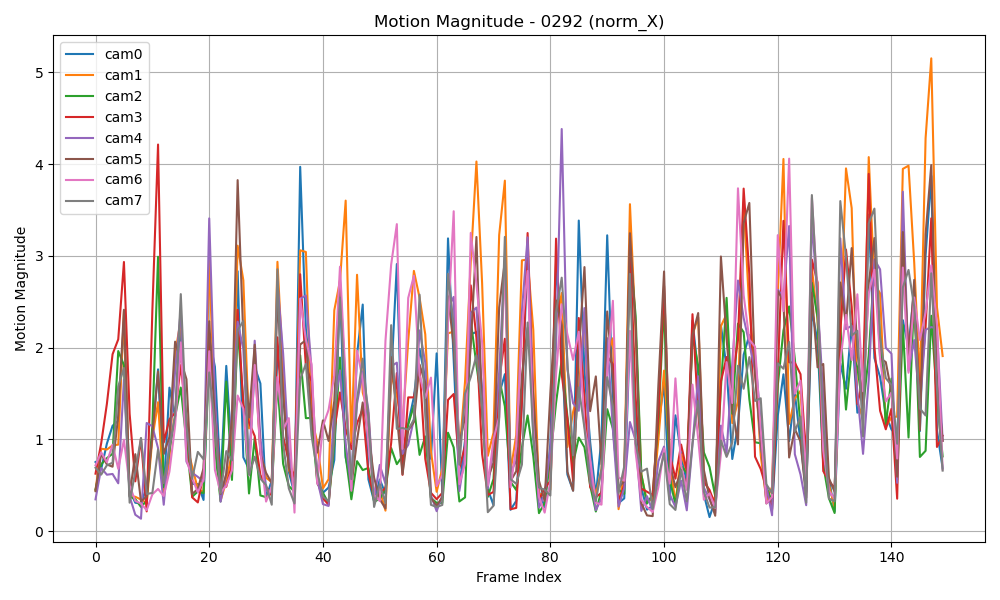 Motion Magnitude - 0292 (norm_X)
cam0
cam1
cam2
cam3
cam4
cam5
cam6
cam7
Motion Magnitude
5
4
3
2
1
0
0 20 40 60 80 100 120 140
Frame Index